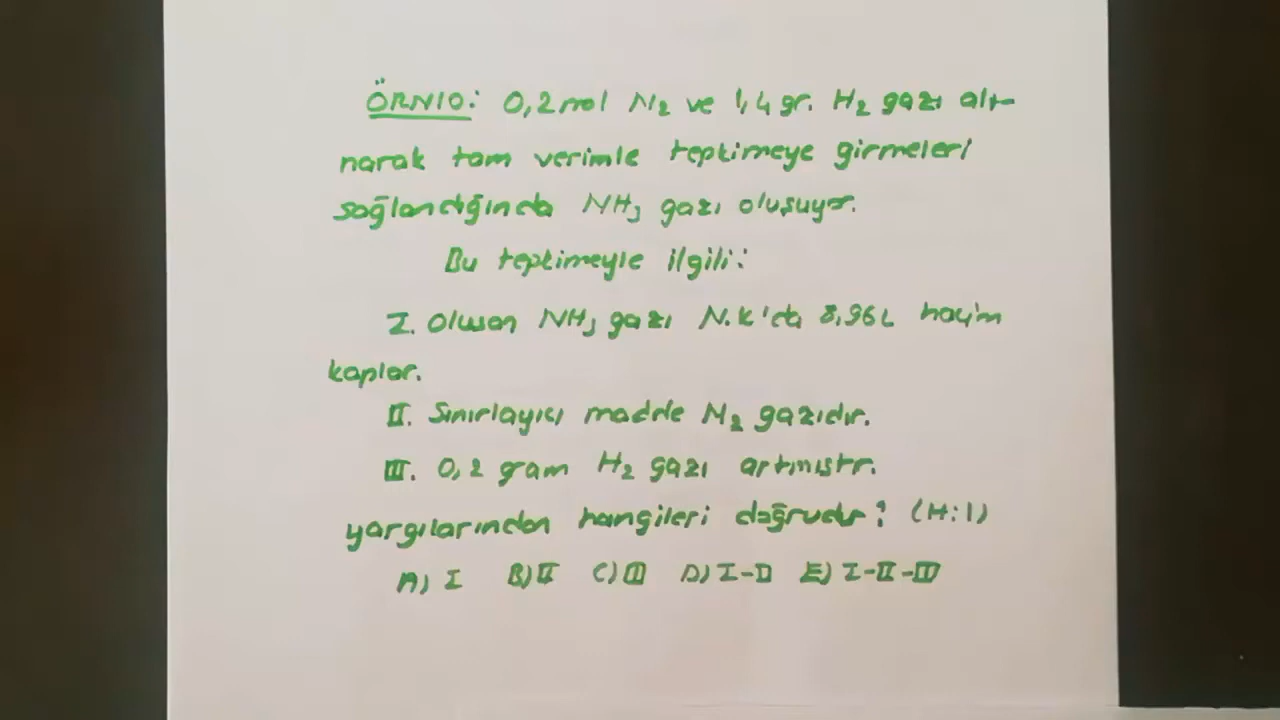 ÖRN10: 0,2 mol N₂ ve 1,4 gr. H₂ gazı alı-
narak tam verimle tepkimeye girmeleri
sağlandığında NH₃ gazı oluşuyor.
Bu tepkimeyle ilgili:
I. Oluşan NH₃ gazı N.K'da 8,96 L hacim
kaplar.
II. Sınırlayıcı madde N₂ gazıdır.
III. 0,2 gram H₂ gazı artmıştır.
yargılarından hangileri doğrudur? (H:1)
A) I B) II C) III D) I-II E) I-II-III